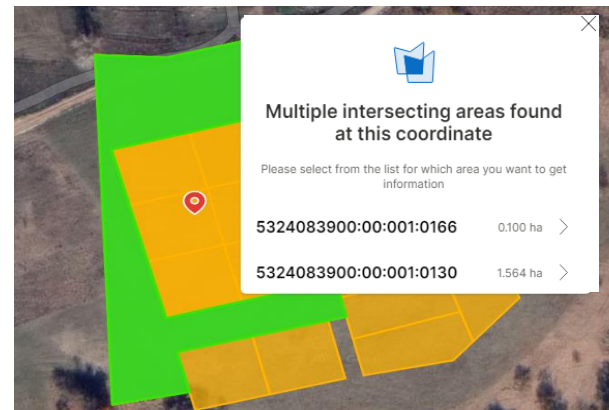 Multiple intersecting areas found
at this coordinate
Please select from the list for which area you want to get
information
5324083900:00:001:0166 0.100 ha
5324083900:00:001:0130 1.564 ha